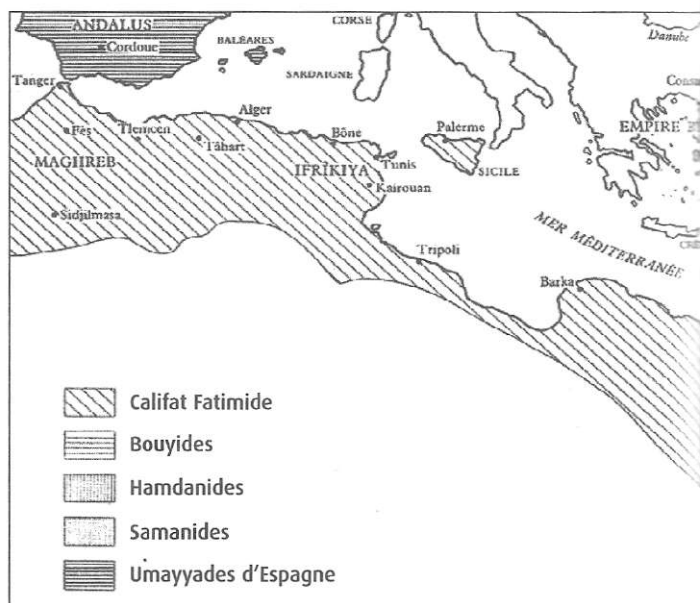 ANDALUS
Cordoue
BALÉARES
CORSE
SARDAIGNE
Danube
Tanger
Fès
Tlemcen
Alger
Tâhart
Bône
Tunis
Palerme
SICILE
EMPIRE
MAGHREB
IFRĪKIYA
Kairouan
Sidjilmasa
Tripoli
MER MÉDITERRANÉE
Barka
Califat Fatimide
Bouyides
Hamdanides
Samanides
Umayyades d'Espagne